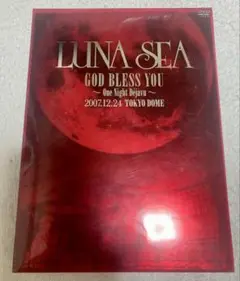 LUNA SEA
GOD BLESS YOU
～One Night Dejavu～
2007.12.24 TOKYO DOME